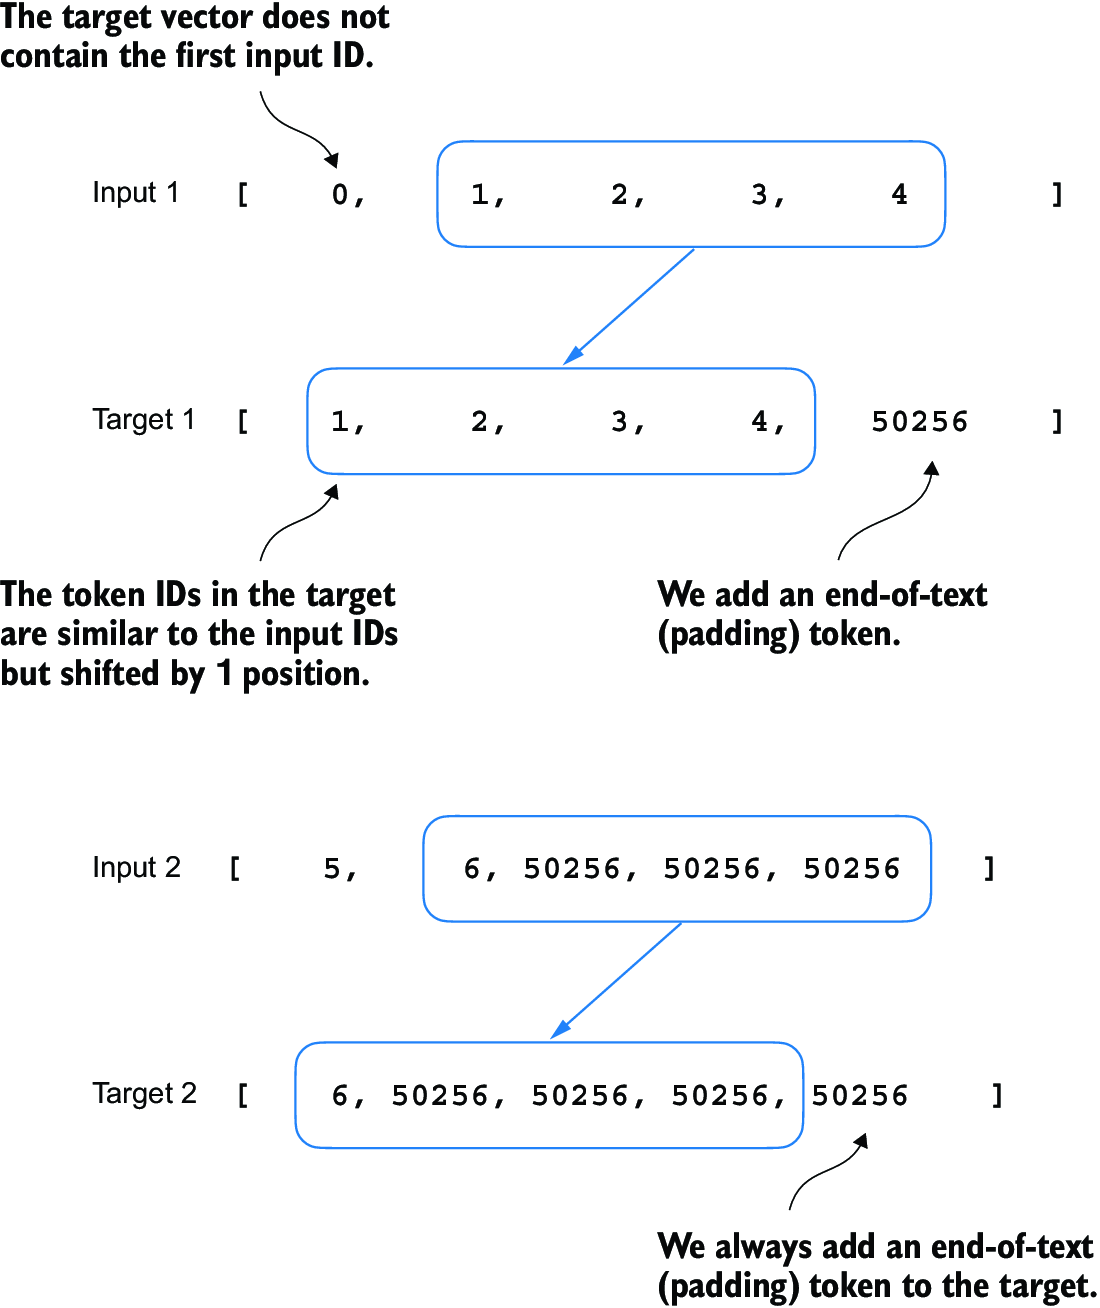 The target vector does not
contain the first input ID.
Input 1 [ 0, 1, 2, 3, 4 ]
Target 1 [ 1, 2, 3, 4, 50256 ]
The token IDs in the target
are similar to the input IDs
but shifted by 1 position.
We add an end-of-text
(padding) token.
Input 2 [ 5, 6, 50256, 50256, 50256 ]
Target 2 [ 6, 50256, 50256, 50256, 50256 ]
We always add an end-of-text
(padding) token to the target.